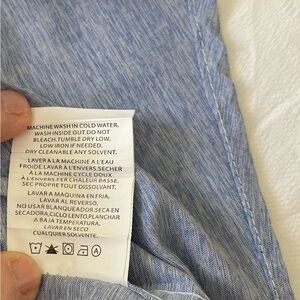 MACHINE WASH IN COLD WATER,
WASH INSIDE OUT,DO NOT
BLEACH,TUMBLE DRY LOW,
LOW IRON IF NEEDED.
DRY CLEANABLE ANY SOLVENT.
LAVER A LA MACHINE A L'EAU
FROIDE LAVER À L'ENVERS,SECHER
À LA MACHINE CYCLE DOUX
À L'ENVERS FER CHALEUR BASSE.
SEC PROPRE TOUT DISSOLVANT.
LAVAR A MAQUINA EN FRIA,
LAVAR AL REVERSO.
NO USAR BLANQUEADOR,SECA EN
SECADORA,CICLO LENTO,PLANCHAR
A BAJA TEMPERATURA.
LAVAR EN SECO
CUALQUIER SOLVENTE.
A